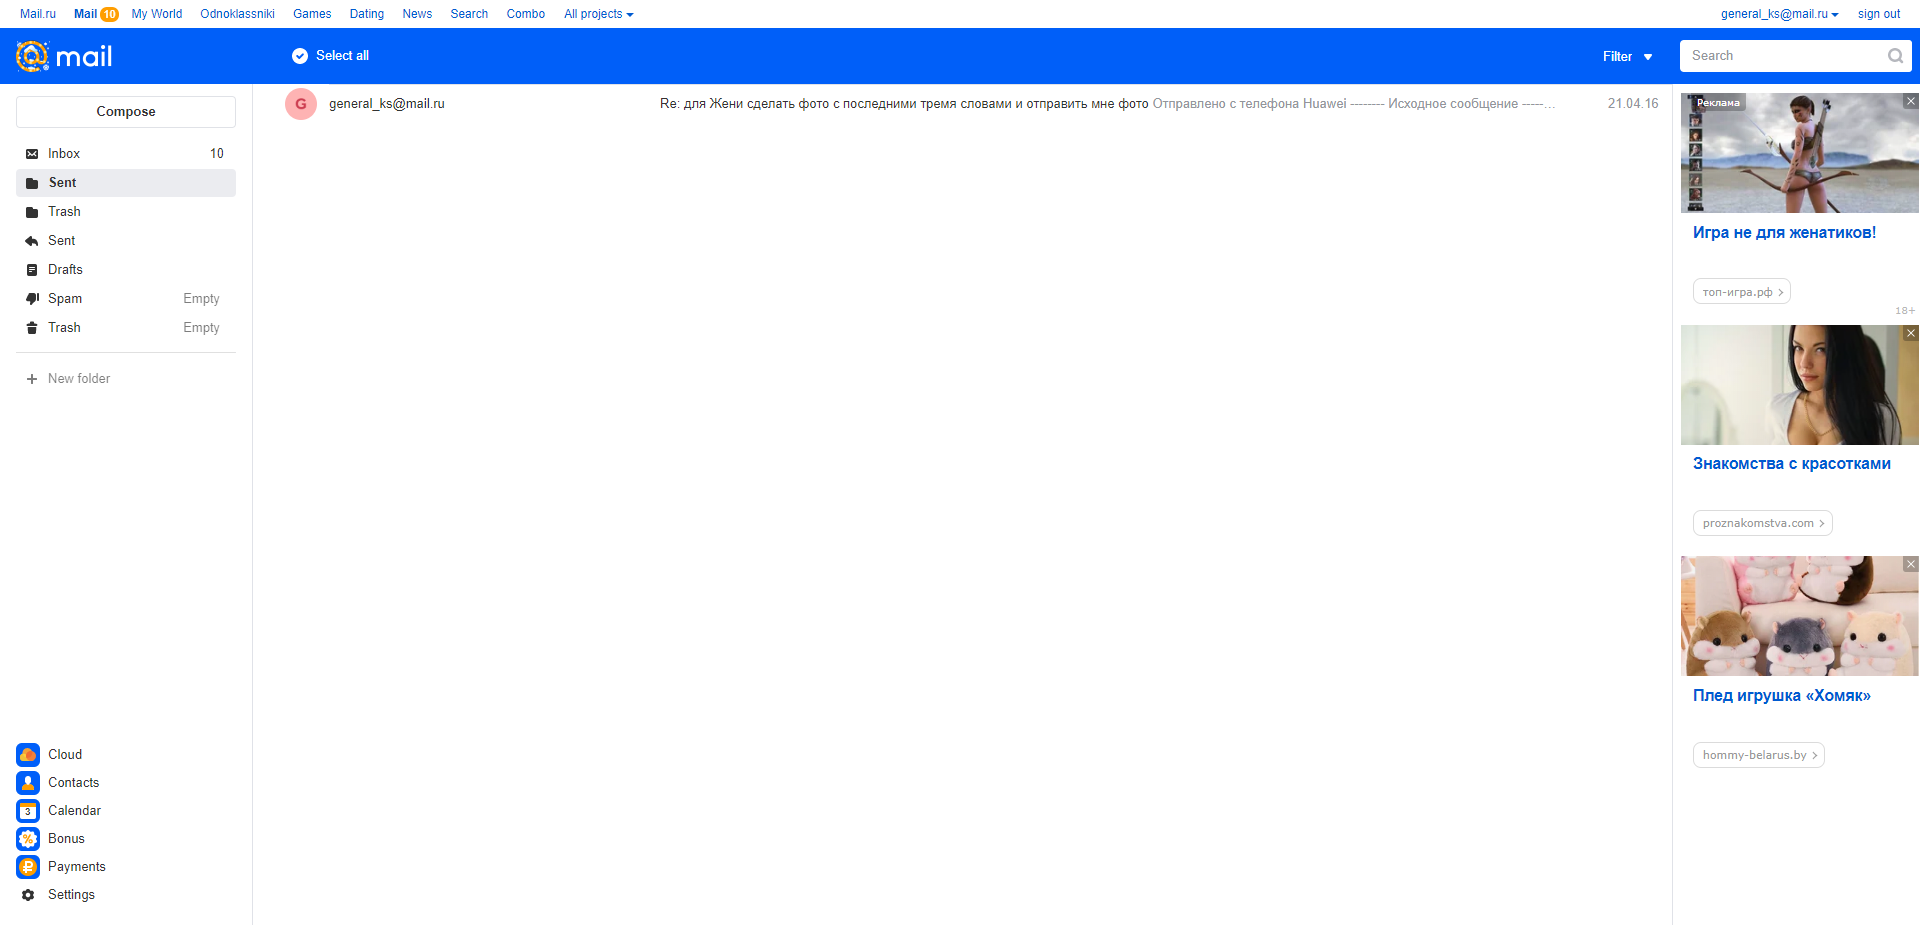 Mail.ru Mail 10 My World Odnoklassniki Games Dating News Search Combo All projects general_ks@mail.ru sign out
@mail Select all Filter Search
Compose
Inbox 10
Sent
Trash
Sent
Drafts
Spam Empty
Trash Empty
New folder
Cloud
Contacts
3 Calendar
% Bonus
₽ Payments
Settings
G general_ks@mail.ru Re: для Жени сделать фото с последними тремя словами и отправить мне фото Отправлено с телефона Huawei -------- Исходное сообщение -----... 21.04.16
Реклама
Игра не для женатиков!
топ-игра.рф
18+
Знакомства с красотками
proznakomstva.com
Плед игрушка «Хомяк»
hommy-belarus.by